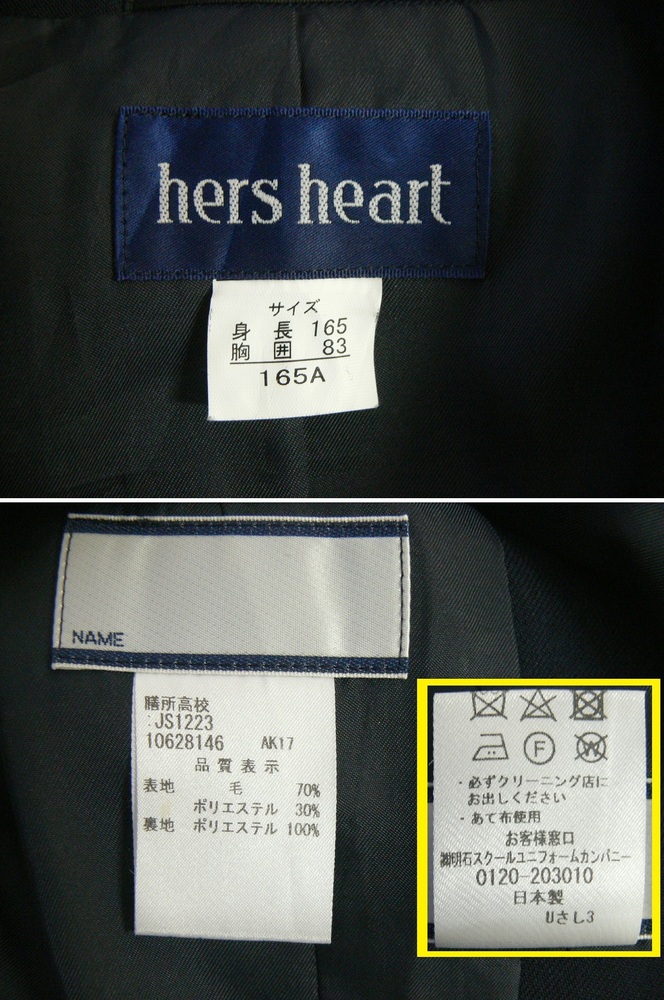 hers heart
サイズ
身長 165
胸囲 83
165A
NAME
膳所高校
:JS1223
10628146 AK17
品質表示
表地 毛 70%
ポリエステル 30%
裏地 ポリエステル 100%
F
W
・必ずクリーニング店に
お出しください
・あて布使用
お客様窓口
㈱明石スクールユニフォームカンパニー
0120-203010
日本製
Uさし3